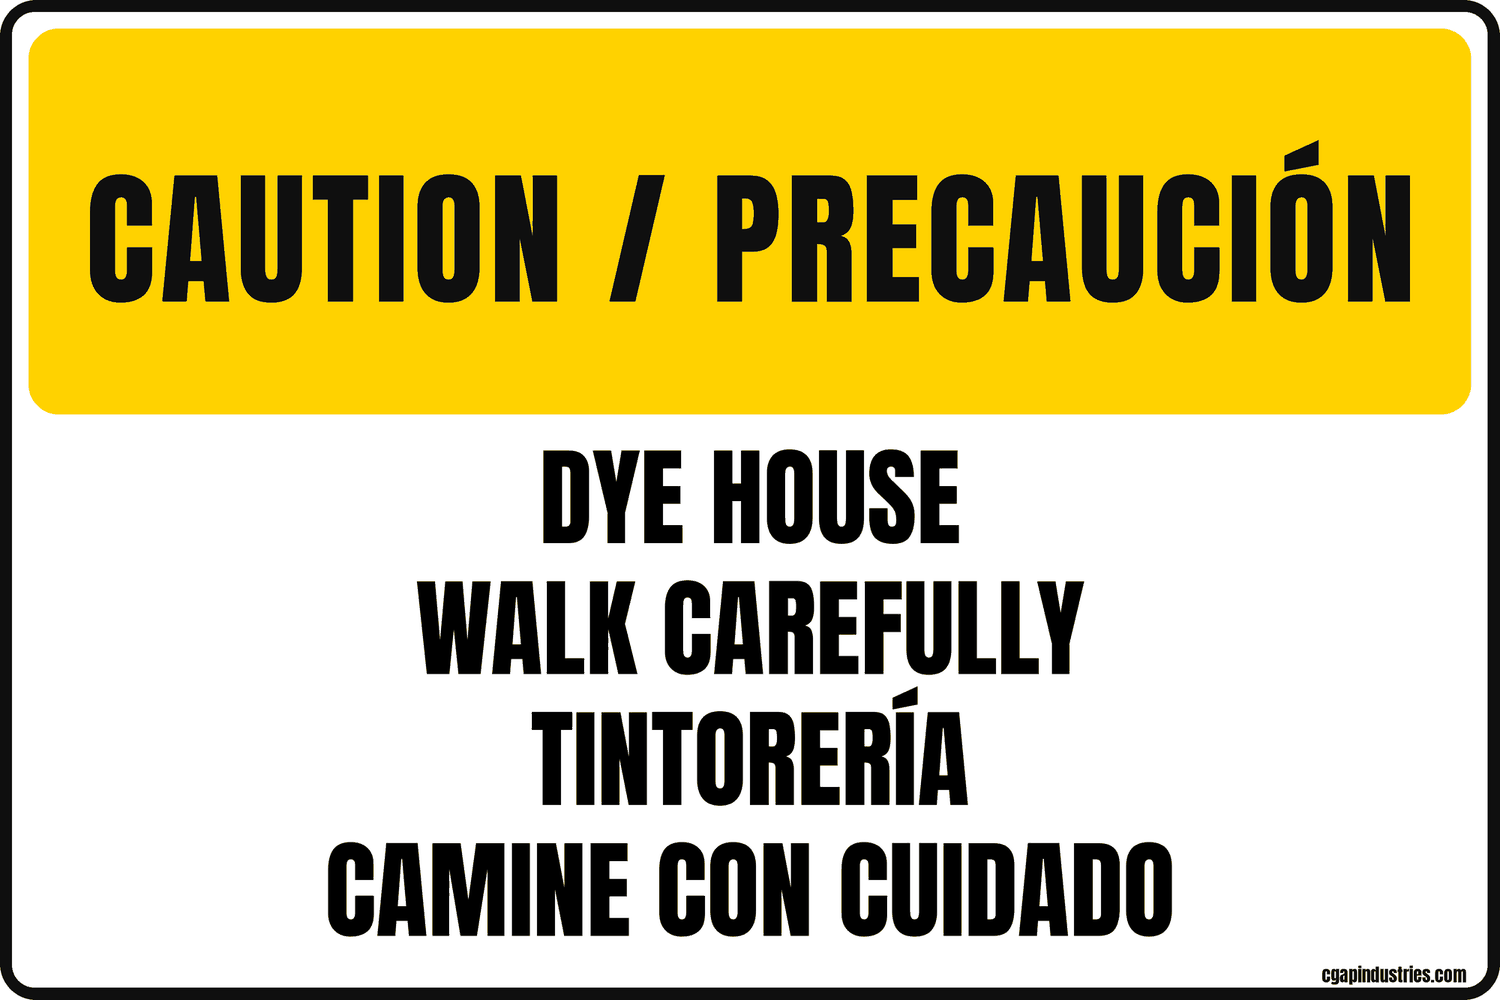 CAUTION / PRECAUCIÓN
DYE HOUSE
WALK CAREFULLY
TINTORERÍA
CAMINE CON CUIDADO
cgapindustries.com